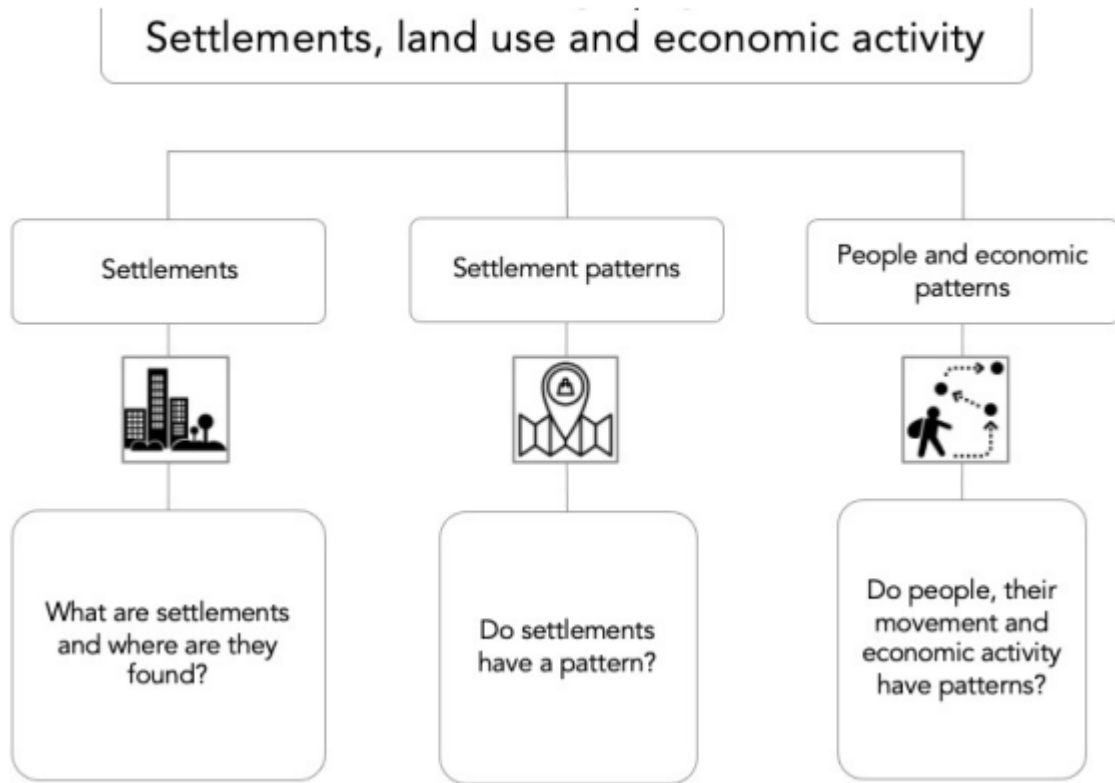 Settlements, land use and economic activity
Settlements
Settlement patterns
People and economic
patterns
What are settlements
and where are they
found?
Do settlements
have a pattern?
Do people, their
movement and
economic activity
have patterns?